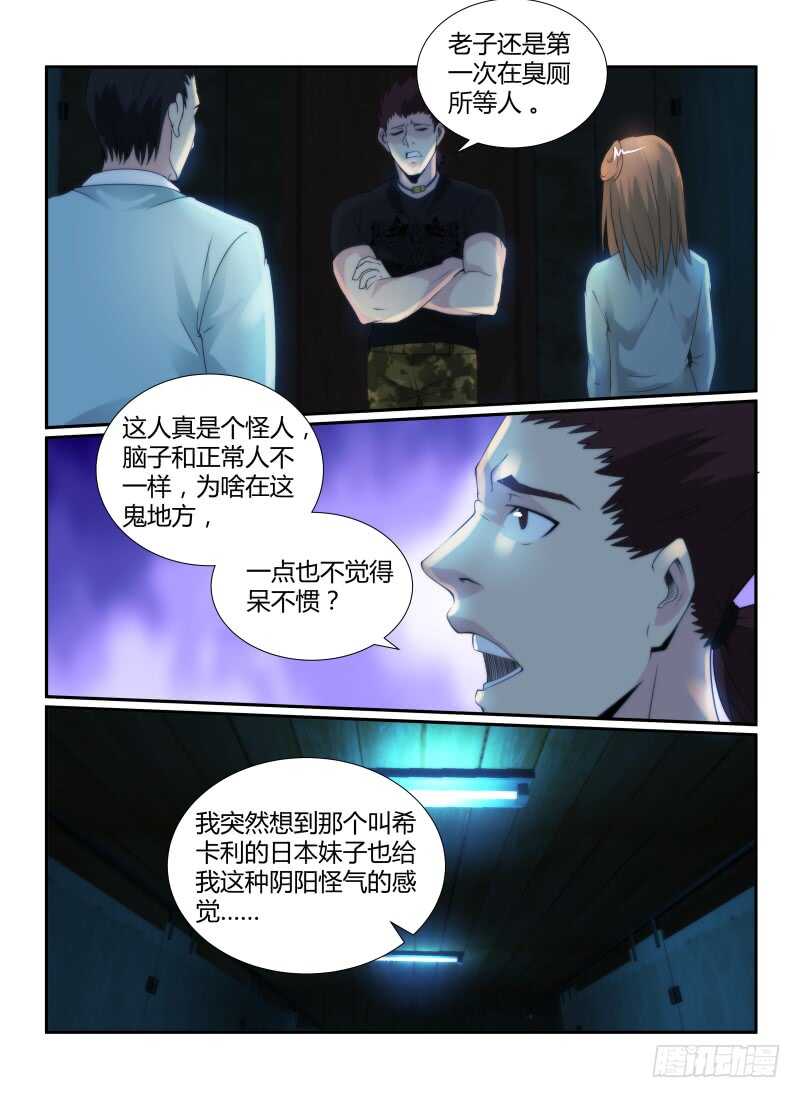 老子还是第
一次在臭厕
所等人。
这人真是个怪人，
脑子和正常人不
一样，为啥在这
鬼地方，
一点也不觉得
呆不惯？
我突然想到那个叫希
卡利的日本妹子也给
我这种阴阳怪气的感
觉……
腾讯动漫